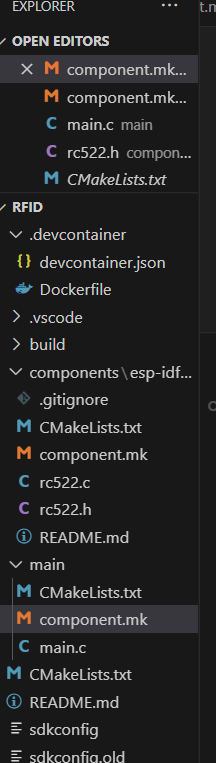 EXPLORER ...
t.m
OPEN EDITORS
component.mk...
component.mk...
main.c main
rc522.h compon...
CMakeLists.txt
RFID
.devcontainer
{} devcontainer.json
Dockerfile
.vscode
build
components\esp-idf...
.gitignore
CMakeLists.txt
component.mk
rc522.c
rc522.h
README.md
main
CMakeLists.txt
component.mk
main.c
CMakeLists.txt
README.md
sdkconfig
sdkconfig.old